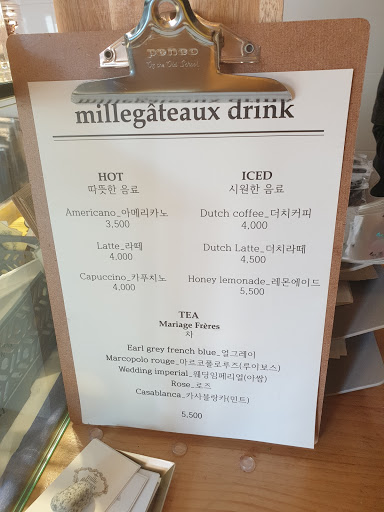 PENCO
"By the Old School"
millegâteaux drink
HOT
따뜻한 음료
Americano_아메리카노
3,500
Latte_라떼
4,000
Capuccino_카푸치노
4,000
ICED
시원한 음료
Dutch coffee_더치커피
4,000
Dutch Latte_더치라떼
4,500
Honey lemonade_레몬에이드
5,500
TEA
Mariage Frères
차
Earl grey french blue_얼그레이
Marcopolo rouge_마르코폴로루즈(루이보스)
Wedding imperial_웨딩임페리얼(아쌈)
Rose_로즈
Casablanca_카사블랑카(민트)
5,500